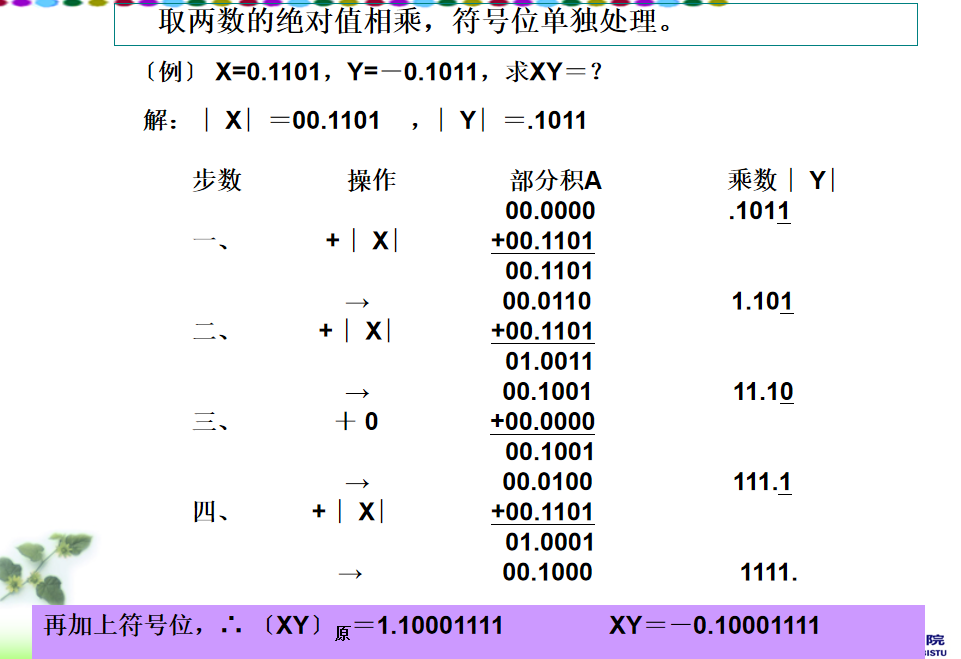 取两数的绝对值相乘，符号位单独处理。
〔例〕 X=0.1101，Y=－0.1011，求XY＝？
解：｜X｜＝00.1101 ，｜Y｜＝.1011
步数 操作 部分积A 乘数｜Y｜
00.0000 .1011
一、 +｜X｜ +00.1101
00.1101
→ 00.0110 1.101
二、 +｜X｜ +00.1101
01.0011
→ 00.1001 11.10
三、 ＋0 +00.0000
00.1001
→ 00.0100 111.1
四、 +｜X｜ +00.1101
01.0001
→ 00.1000 1111.
再加上符号位，∴〔XY〕原＝1.10001111 XY＝－0.10001111
院
BISTU